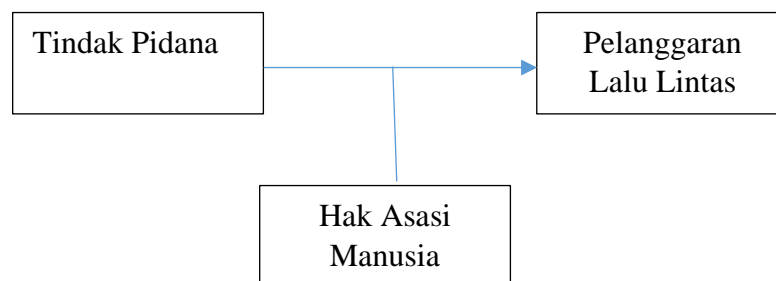 Tindak Pidana
Pelanggaran
Lalu Lintas
Hak Asasi
Manusia